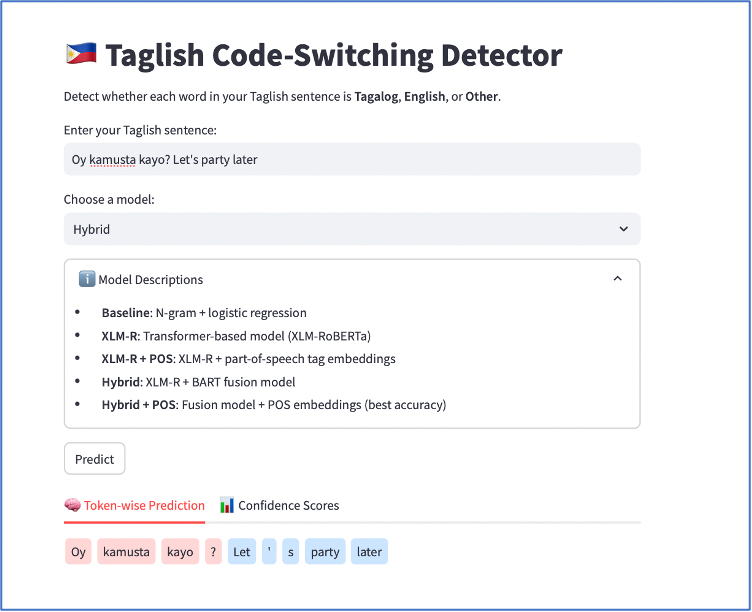 🇵🇭 Taglish Code-Switching Detector
Detect whether each word in your Taglish sentence is Tagalog, English, or Other.
Enter your Taglish sentence:
Oy kamusta kayo? Let's party later
Choose a model:
Hybrid
ℹ️ Model Descriptions
• Baseline: N-gram + logistic regression
• XLM-R: Transformer-based model (XLM-RoBERTa)
• XLM-R + POS: XLM-R + part-of-speech tag embeddings
• Hybrid: XLM-R + BART fusion model
• Hybrid + POS: Fusion model + POS embeddings (best accuracy)
Predict
🧠 Token-wise Prediction 📊 Confidence Scores
Oy kamusta kayo ? Let ' s party later